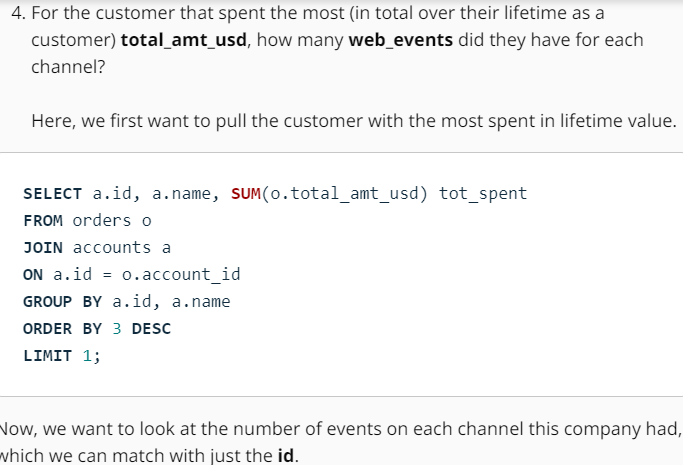 4. For the customer that spent the most (in total over their lifetime as a
customer) total_amt_usd, how many web_events did they have for each
channel?
Here, we first want to pull the customer with the most spent in lifetime value.
SELECT a.id, a.name, SUM(o.total_amt_usd) tot_spent
FROM orders o
JOIN accounts a
ON a.id = o.account_id
GROUP BY a.id, a.name
ORDER BY 3 DESC
LIMIT 1;
Now, we want to look at the number of events on each channel this company had,
which we can match with just the id.